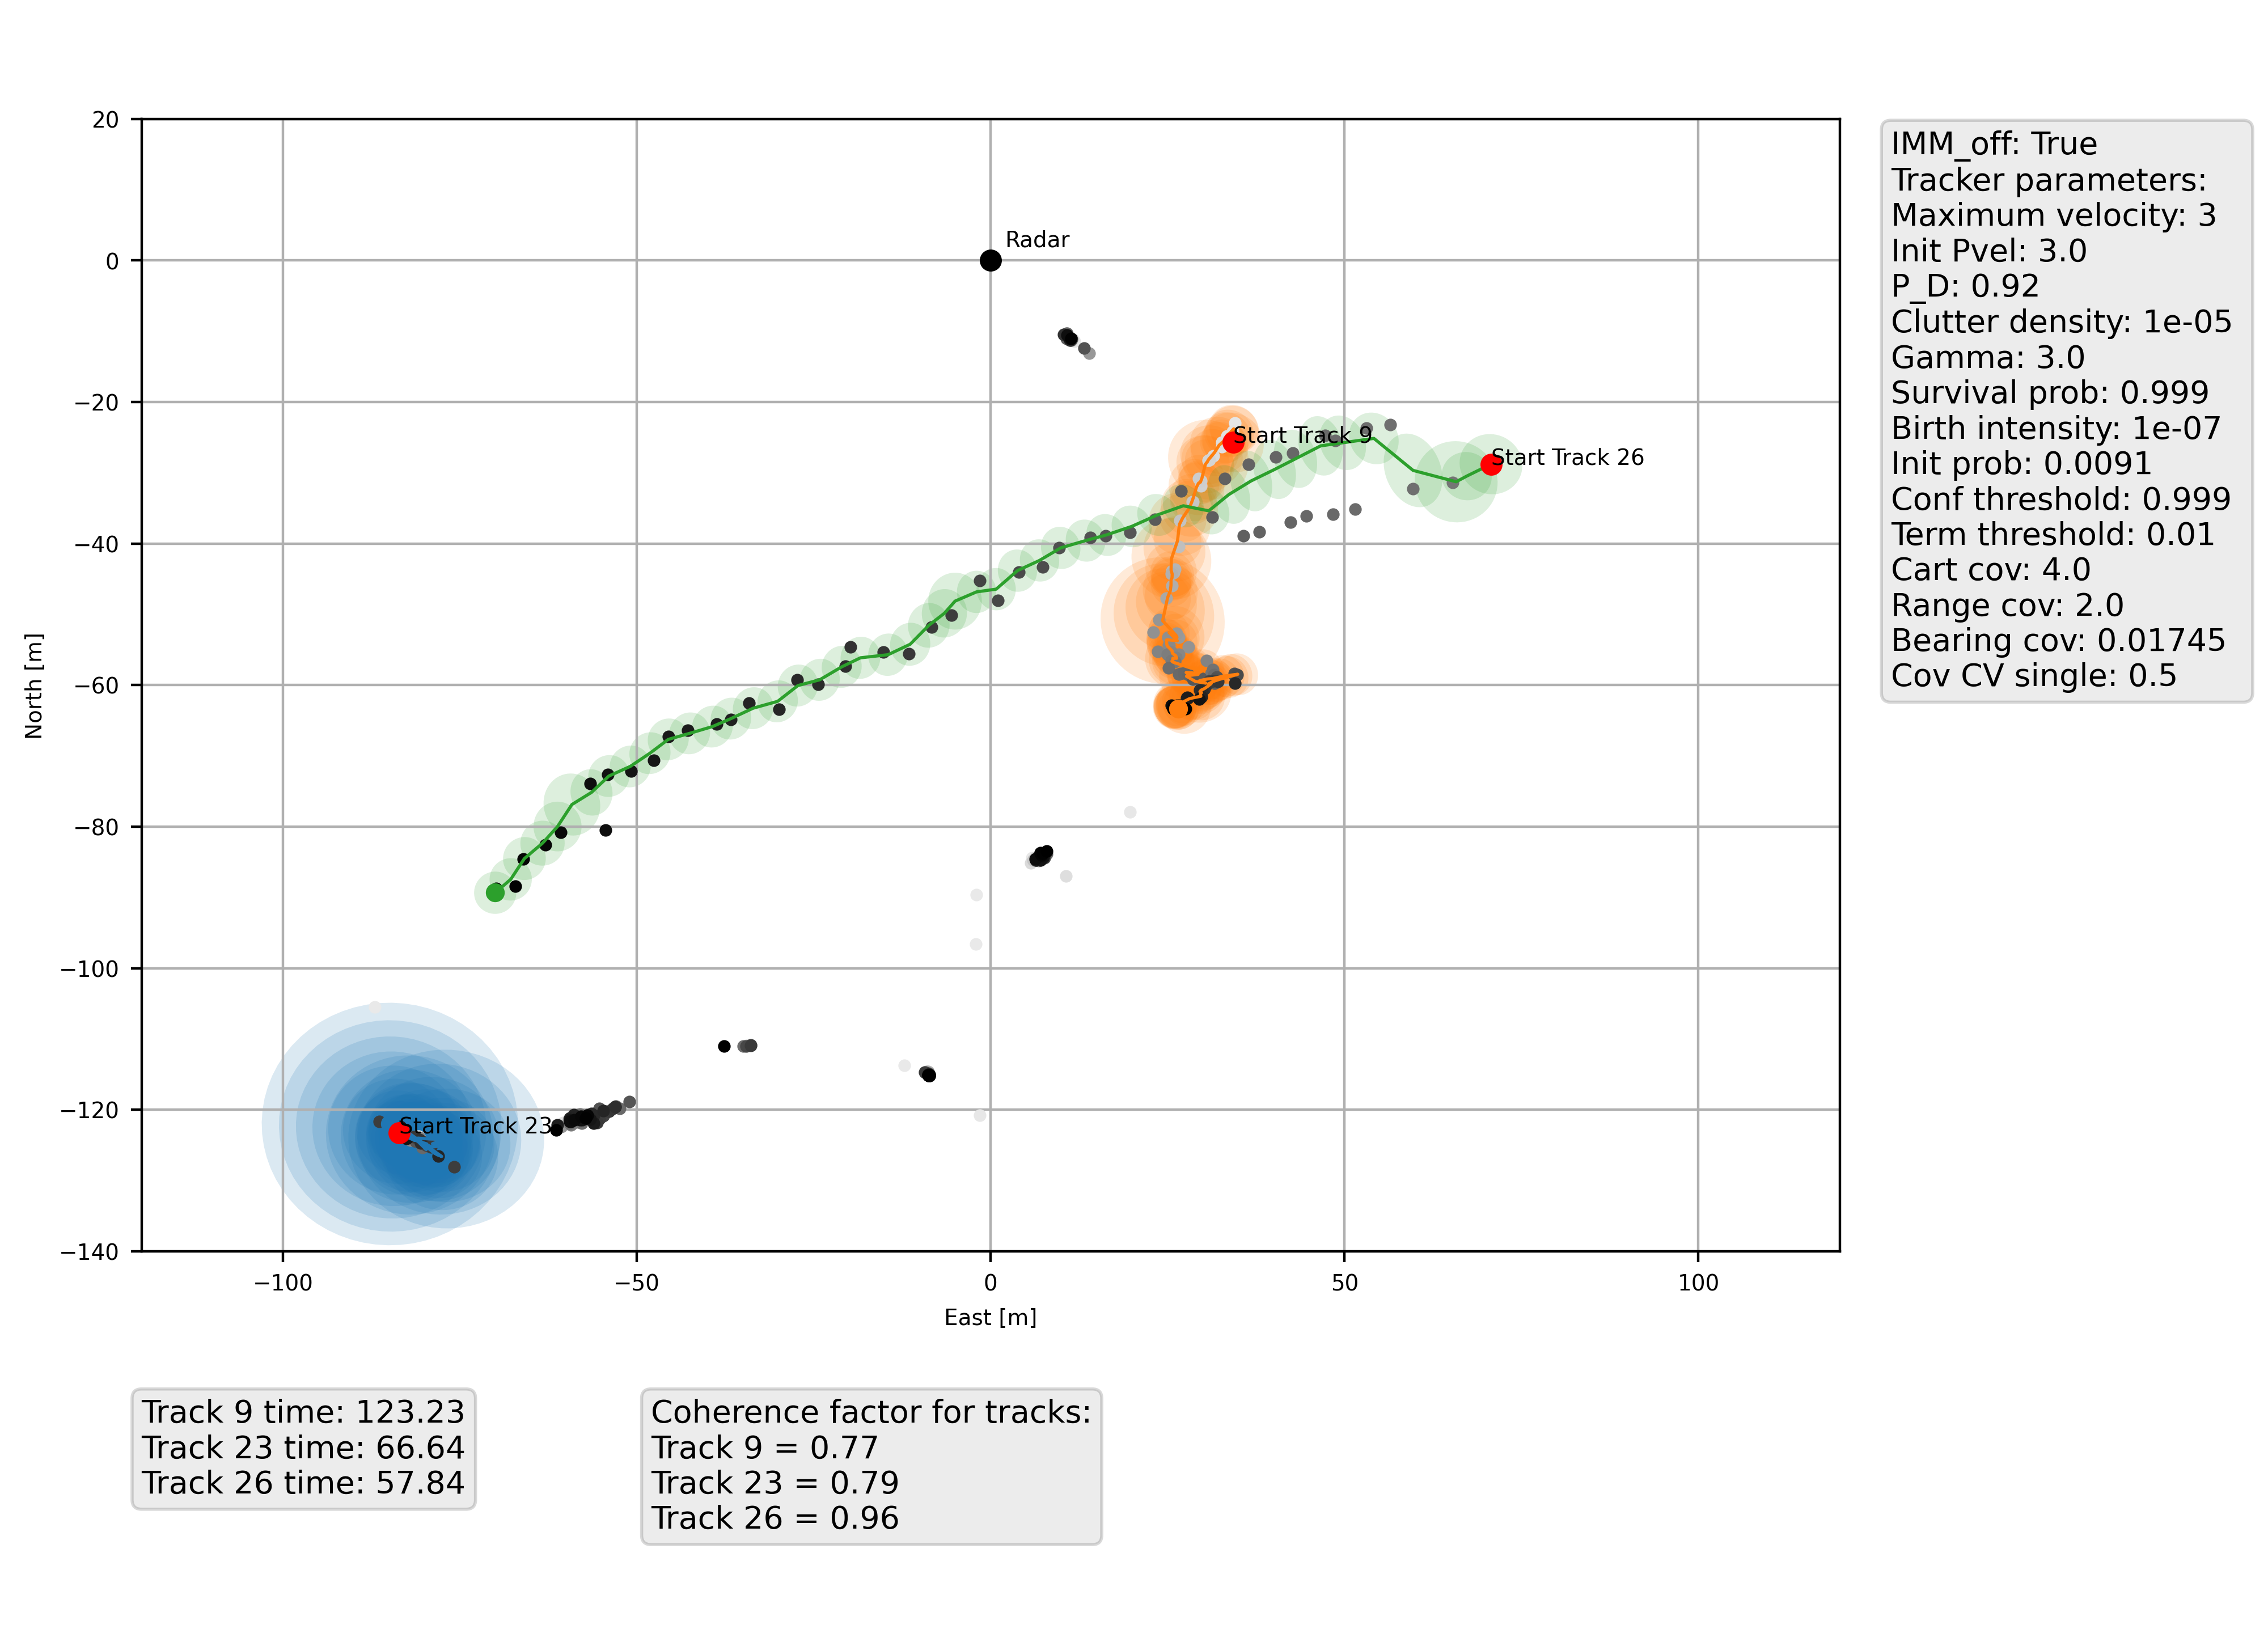 20
0
−20
−40
−60
−80
−100
−120
−140
North [m]
Radar
Start Track 9
Start Track 26
Start Track 23
−100
−50
0
50
100
East [m]
IMM_off: True
Tracker parameters:
Maximum velocity: 3
Init Pvel: 3.0
P_D: 0.92
Clutter density: 1e-05
Gamma: 3.0
Survival prob: 0.999
Birth intensity: 1e-07
Init prob: 0.0091
Conf threshold: 0.999
Term threshold: 0.01
Cart cov: 4.0
Range cov: 2.0
Bearing cov: 0.01745
Cov CV single: 0.5
Track 9 time: 123.23
Track 23 time: 66.64
Track 26 time: 57.84
Coherence factor for tracks:
Track 9 = 0.77
Track 23 = 0.79
Track 26 = 0.96